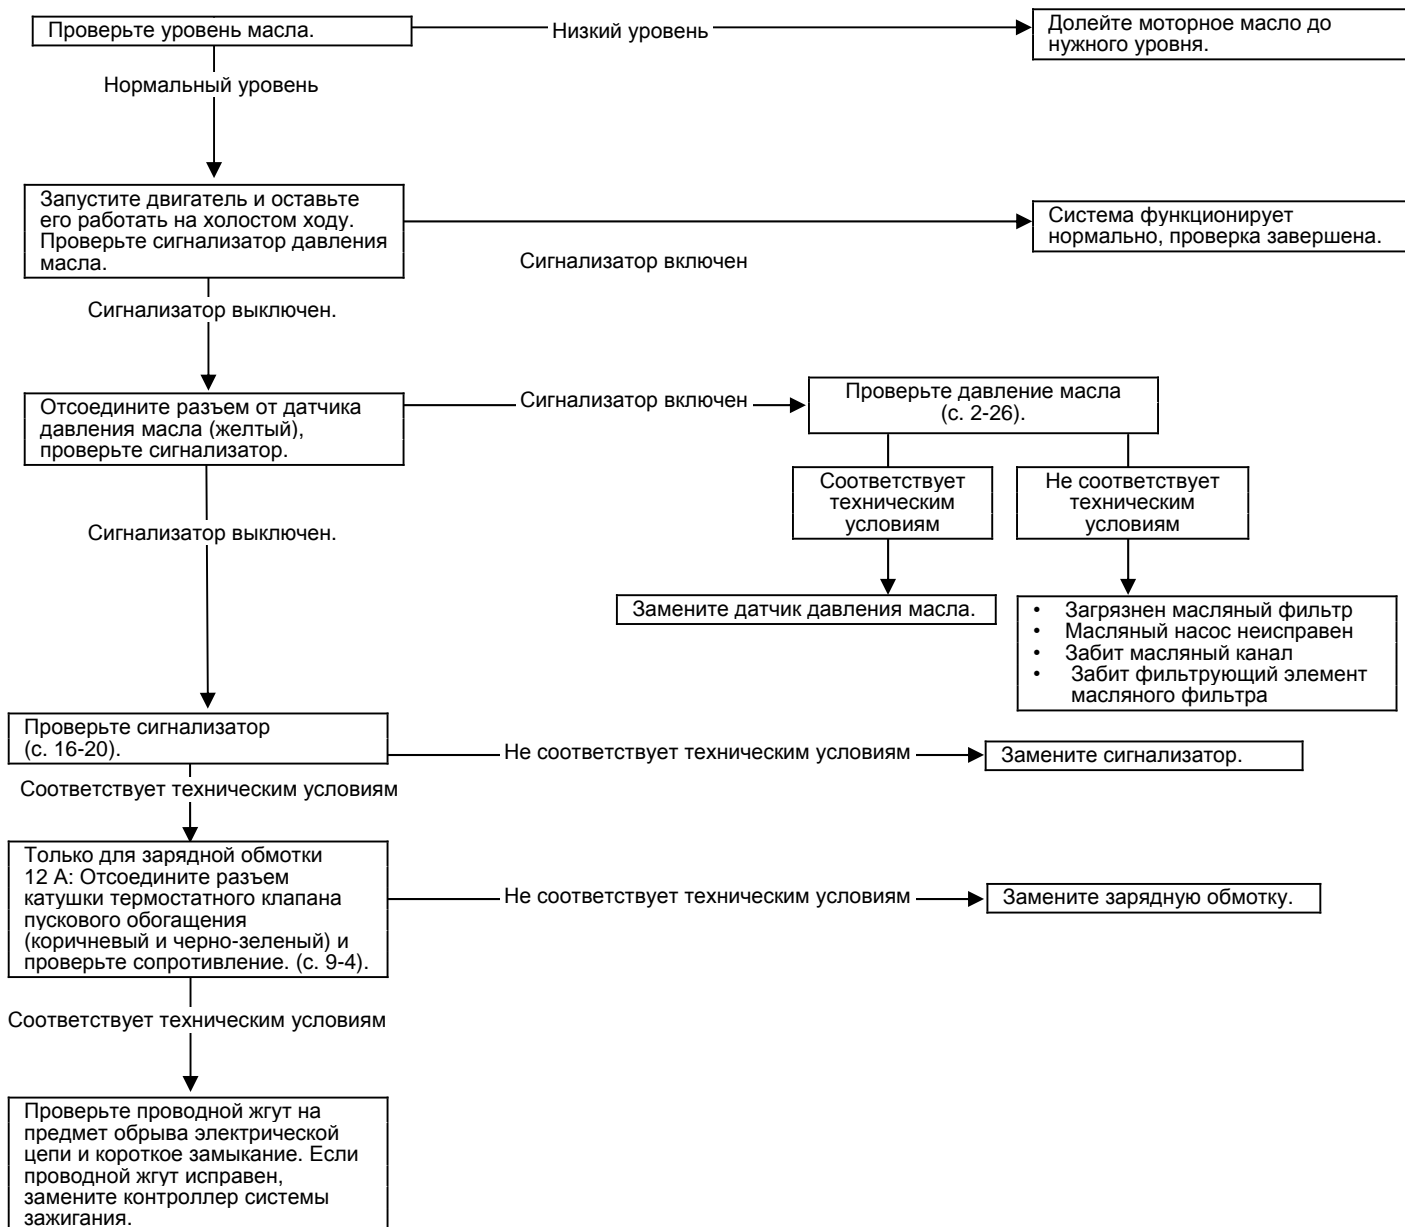 Проверьте уровень масла.
Низкий уровень
Долейте моторное масло до
нужного уровня.
Нормальный уровень
Запустите двигатель и оставьте
его работать на холостом ходу.
Проверьте сигнализатор давления
масла.
Сигнализатор включен
Система функционирует
нормально, проверка завершена.
Сигнализатор выключен.
Отсоедините разъем от датчика
давления масла (желтый),
проверьте сигнализатор.
Сигнализатор включен
Проверьте давление масла
(с. 2-26).
Соответствует
техническим
условиям
Не соответствует
техническим
условиям
Сигнализатор выключен.
Замените датчик давления масла.
• Загрязнен масляный фильтр
• Масляный насос неисправен
• Забит масляный канал
• Забит фильтрующий элемент
масляного фильтра
Проверьте сигнализатор
(с. 16-20).
Не соответствует техническим условиям
Замените сигнализатор.
Соответствует техническим условиям
Только для зарядной обмотки
12 А: Отсоедините разъем
катушки термостатного клапана
пускового обогащения
(коричневый и черно-зеленый) и
проверьте сопротивление. (с. 9-4).
Не соответствует техническим условиям
Замените зарядную обмотку.
Соответствует техническим условиям
Проверьте проводной жгут на
предмет обрыва электрической
цепи и короткое замыкание. Если
проводной жгут исправен,
замените контроллер системы
зажигания.